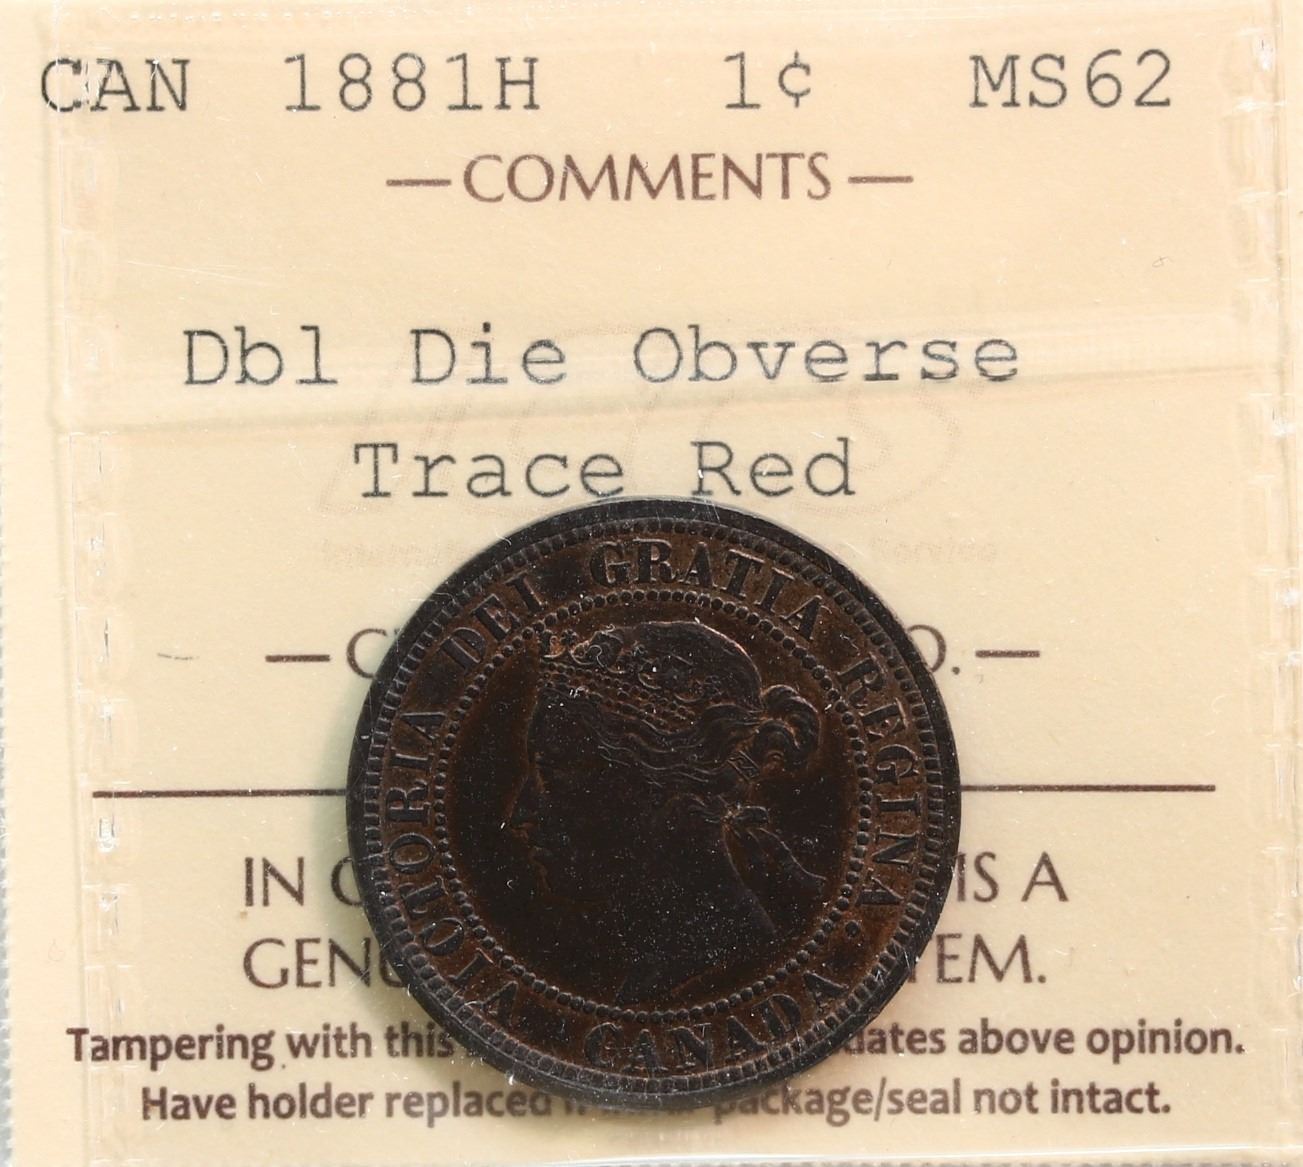 CAN 1881H 1¢ MS62
— COMMENTS —
Dbl Die Obverse
Trace Red
VICTORIA DEI GRATIA REGINA.
CANADA
IN IS A
TEM.
Tampering with this dates above opinion.
Have holder replaced package/seal not intact.